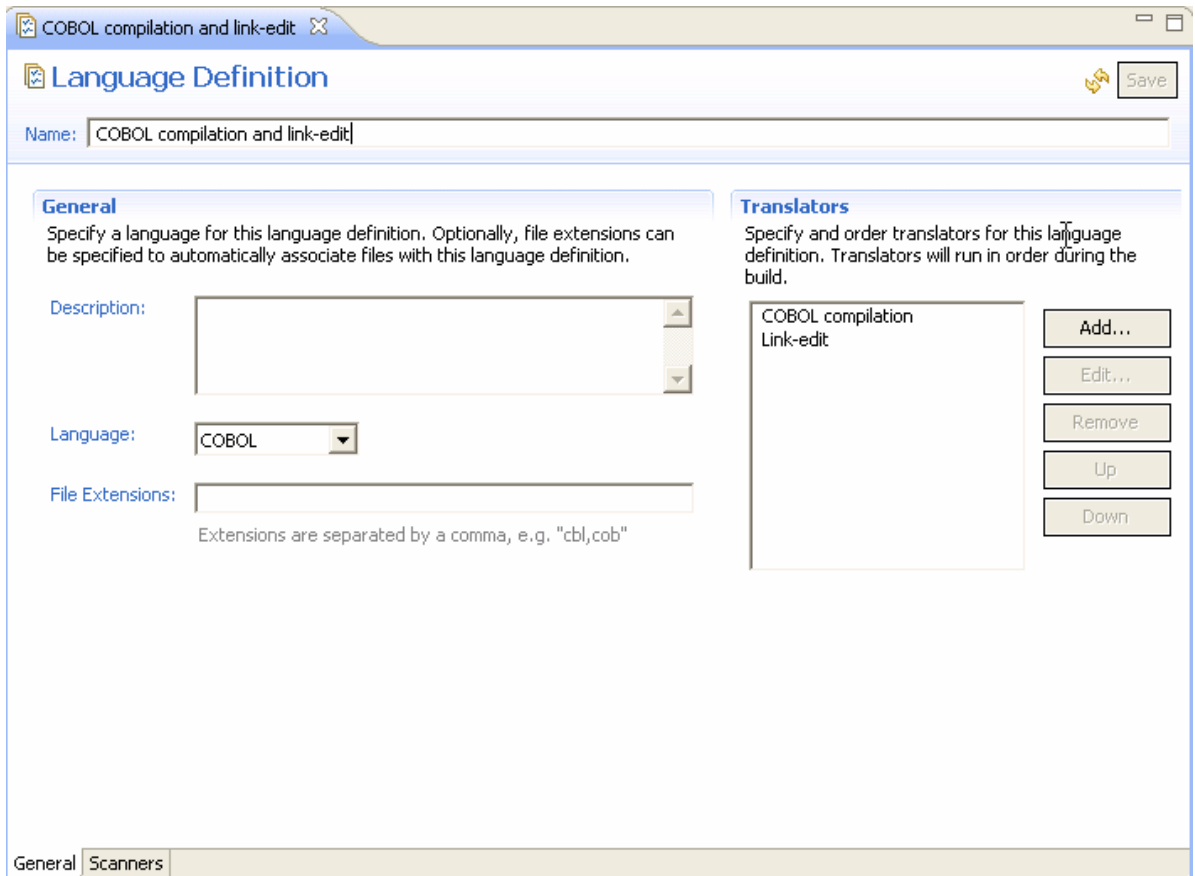 COBOL compilation and link-edit
Language Definition
Save
Name: COBOL compilation and link-edit
General
Specify a language for this language definition. Optionally, file extensions can
be specified to automatically associate files with this language definition.
Description:
Language: COBOL
File Extensions:
Extensions are separated by a comma, e.g. "cbl,cob"
Translators
Specify and order translators for this language
definition. Translators will run in order during the
build.
COBOL compilation
Link-edit
Add...
Edit...
Remove
Up
Down
General Scanners